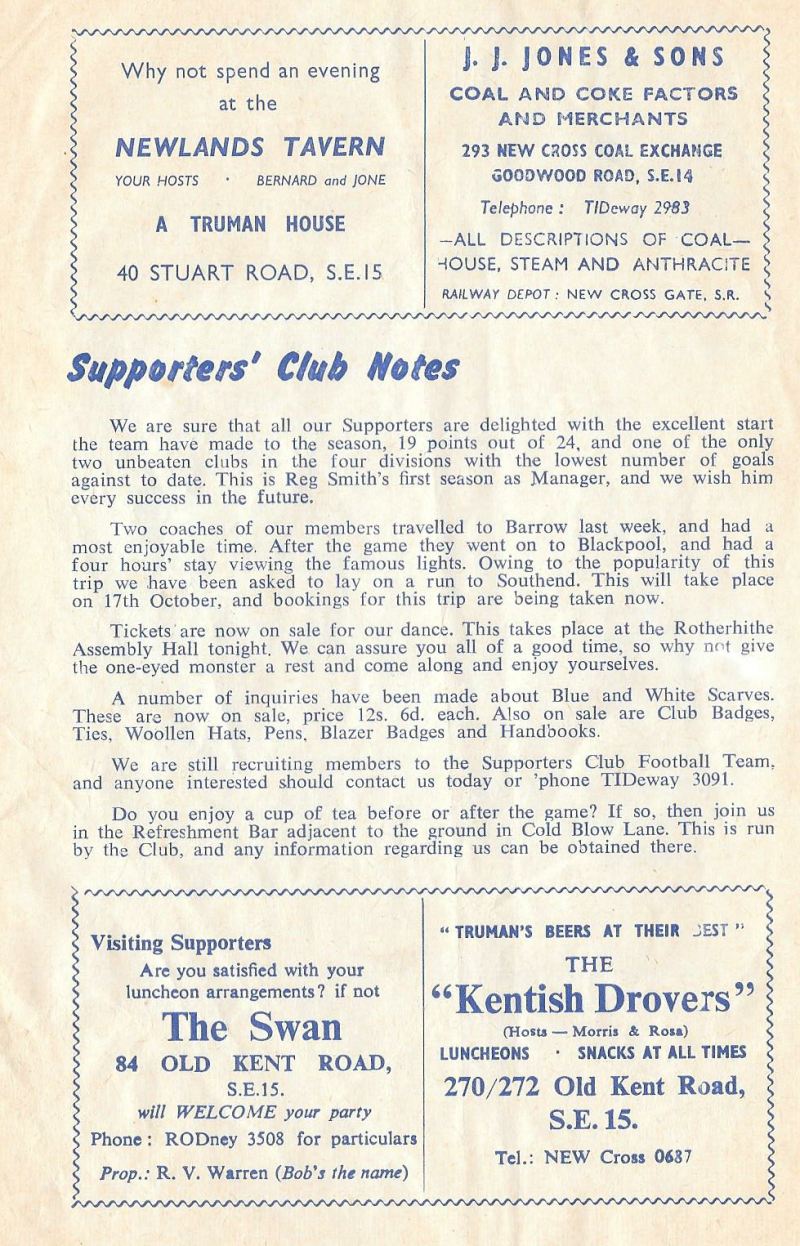 Why not spend an evening
at the
NEWLANDS TAVERN
YOUR HOSTS · BERNARD and JONE
A TRUMAN HOUSE
40 STUART ROAD, S.E.15
J. J. JONES & SONS
COAL AND COKE FACTORS
AND MERCHANTS
293 NEW CROSS COAL EXCHANGE
GOODWOOD ROAD, S.E.14
Telephone : TIDeway 2983
—ALL DESCRIPTIONS OF COAL—
HOUSE, STEAM AND ANTHRACITE
RAILWAY DEPOT : NEW CROSS GATE, S.R.
Supporters' Club Notes
We are sure that all our Supporters are delighted with the excellent start
the team have made to the season, 19 points out of 24, and one of the only
two unbeaten clubs in the four divisions with the lowest number of goals
against to date. This is Reg Smith's first season as Manager, and we wish him
every success in the future.
Two coaches of our members travelled to Barrow last week, and had a
most enjoyable time. After the game they went on to Blackpool, and had a
four hours' stay viewing the famous lights. Owing to the popularity of this
trip we have been asked to lay on a run to Southend. This will take place
on 17th October, and bookings for this trip are being taken now.
Tickets are now on sale for our dance. This takes place at the Rotherhithe
Assembly Hall tonight. We can assure you all of a good time, so why not give
the one-eyed monster a rest and come along and enjoy yourselves.
A number of inquiries have been made about Blue and White Scarves.
These are now on sale, price 12s. 6d. each. Also on sale are Club Badges,
Ties, Woollen Hats, Pens, Blazer Badges and Handbooks.
We are still recruiting members to the Supporters Club Football Team,
and anyone interested should contact us today or 'phone TIDeway 3091.
Do you enjoy a cup of tea before or after the game? If so, then join us
in the Refreshment Bar adjacent to the ground in Cold Blow Lane. This is run
by the Club, and any information regarding us can be obtained there.
Visiting Supporters
Are you satisfied with your
luncheon arrangements? if not
The Swan
84 OLD KENT ROAD,
S.E.15.
will WELCOME your party
Phone : RODney 3508 for particulars
Prop.: R. V. Warren (Bob's the name)
"TRUMAN'S BEERS AT THEIR BEST"
THE
"Kentish Drovers"
(Hosts — Morris & Rosa)
LUNCHEONS · SNACKS AT ALL TIMES
270/272 Old Kent Road,
S.E. 15.
Tel.: NEW Cross 0687